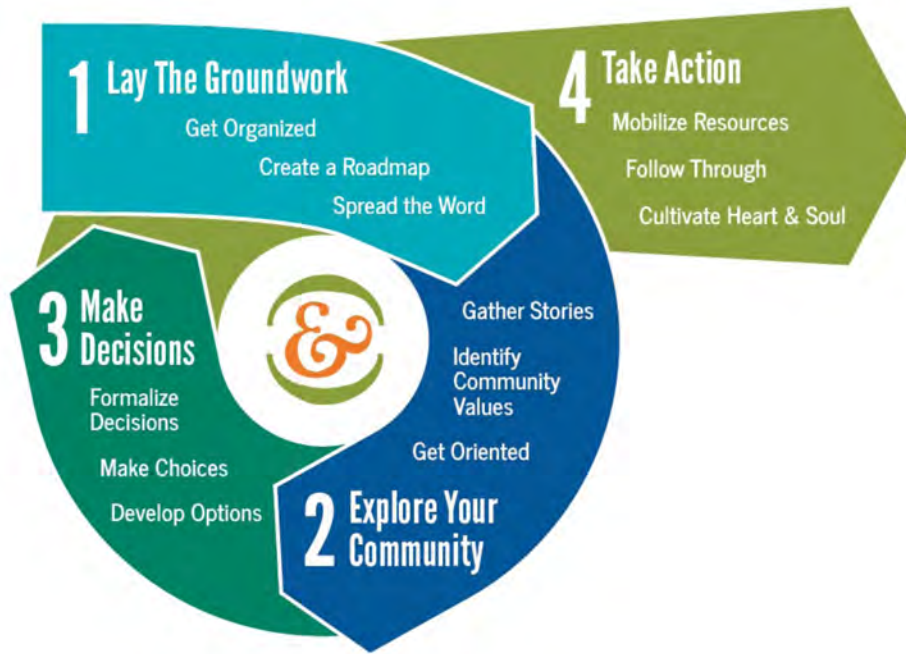 1 Lay The Groundwork
Get Organized
Create a Roadmap
Spread the Word
Gather Stories
Identify
Community
Values
Get Oriented
2 Explore Your
Community
3 Make
Decisions
Formalize
Decisions
Make Choices
Develop Options
4 Take Action
Mobilize Resources
Follow Through
Cultivate Heart & Soul
&